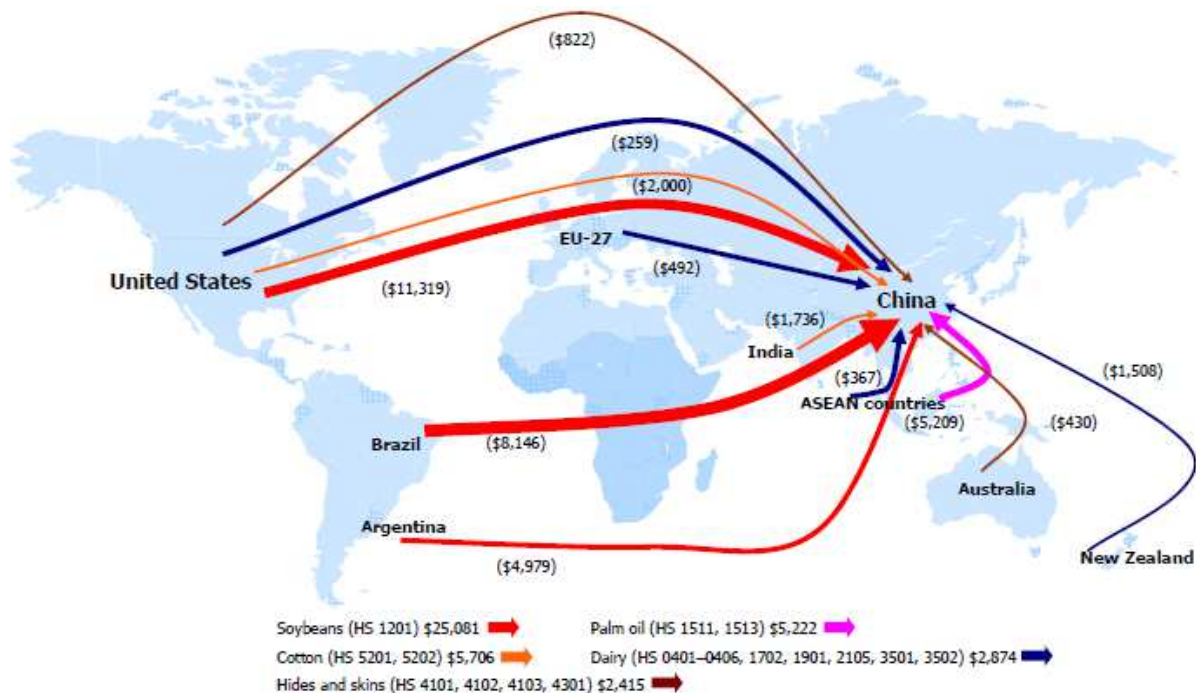 ($822)
($259)
($2,000)
EU-27
United States
($492)
($11,319)
China
($1,736)
India
($1,508)
($367)
ASEAN countries
($5,209)
($430)
Brazil
($8,146)
Australia
Argentina
New Zealand
($4,979)
Soybeans (HS 1201) $25,081
Palm oil (HS 1511, 1513) $5,222
Cotton (HS 5201, 5202) $5,706
Dairy (HS 0401–0406, 1702, 1901, 2105, 3501, 3502) $2,874
Hides and skins (HS 4101, 4102, 4103, 4301) $2,415